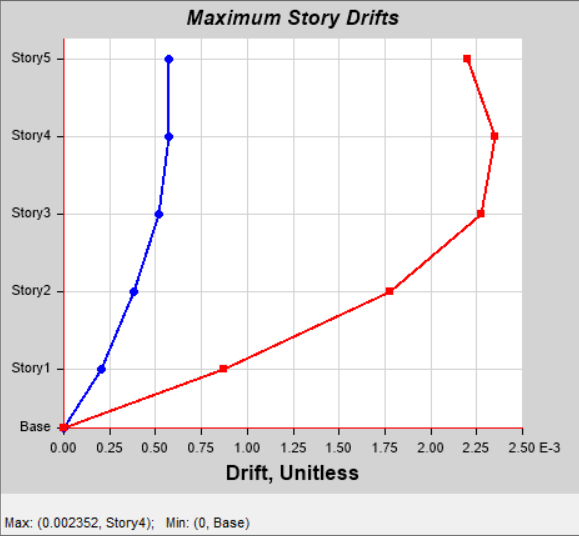 Maximum Story Drifts
Story5
Story4
Story3
Story2
Story1
Base
0.00 0.25 0.50 0.75 1.00 1.25 1.50 1.75 2.00 2.25 2.50 E-3
Drift, Unitless
Max: (0.002352, Story4); Min: (0, Base)